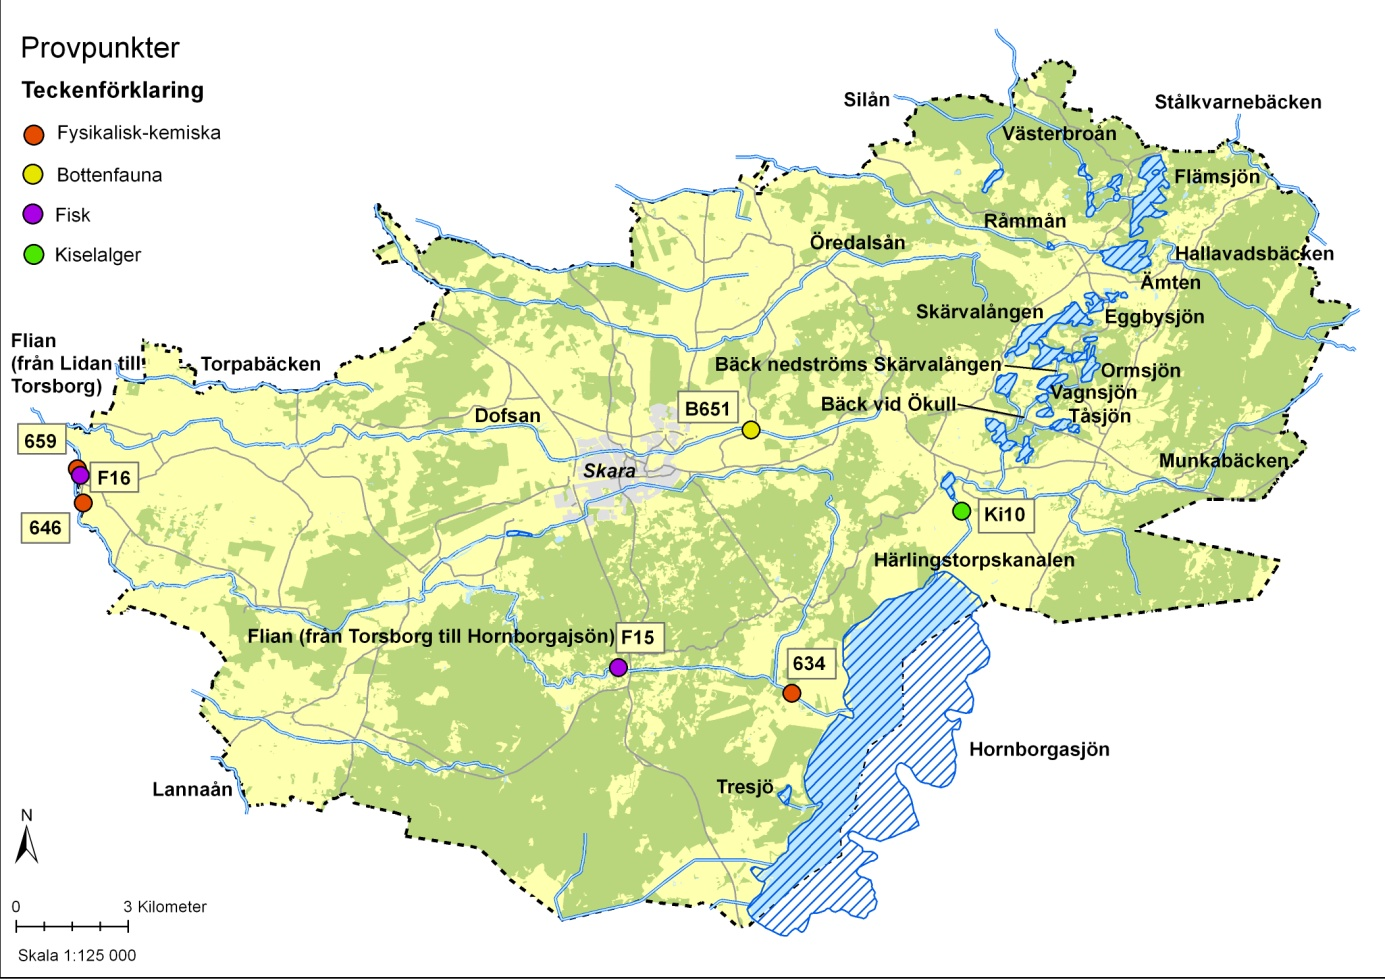 Provpunkter
Teckenförklaring
Fysikalisk-kemiska
Bottenfauna
Fisk
Kiselalger
Silån
Stålkvarnebäcken
Västerbroån
Flämsjön
Råmmån
Öredalsån
Hallavadsbäcken
Ämten
Skärvalången
Eggbysjön
Flian
(från Lidan till
Torsborg)
Torpabäcken
Bäck nedströms Skärvalången
Ormsjön
Vagnsjön
Bäck vid Ökull
Tåsjön
Dofsan
B651
659
Skara
Munkabäcken
F16
646
Ki10
Härlingstorpskanalen
Flian (från Torsborg till Hornborgajsön)
F15
634
Hornborgasjön
Tresjö
Lannaån
N
0
3 Kilometer
Skala 1:125 000